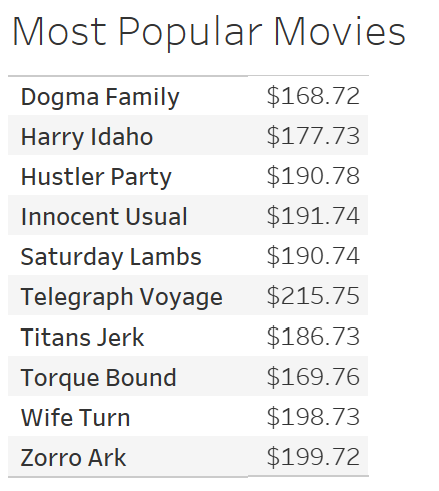 Most Popular Movies
Dogma Family $168.72
Harry Idaho $177.73
Hustler Party $190.78
Innocent Usual $191.74
Saturday Lambs $190.74
Telegraph Voyage $215.75
Titans Jerk $186.73
Torque Bound $169.76
Wife Turn $198.73
Zorro Ark $199.72